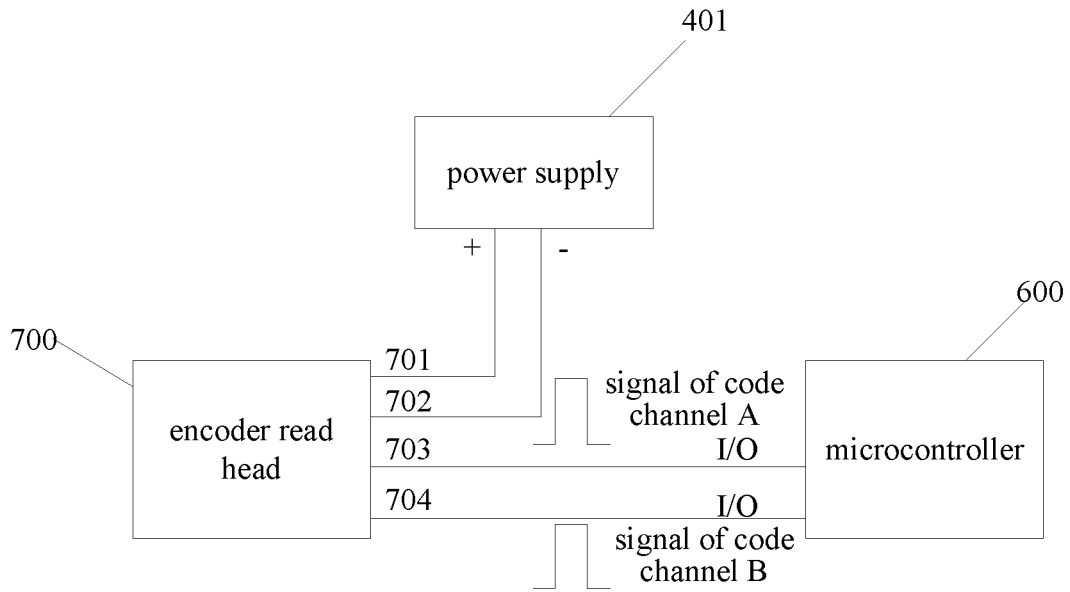 401
power supply
+ -
600
700
701
signal of code
channel A
702
encoder read
head
703
I/O
microcontroller
704
I/O
signal of code
channel B